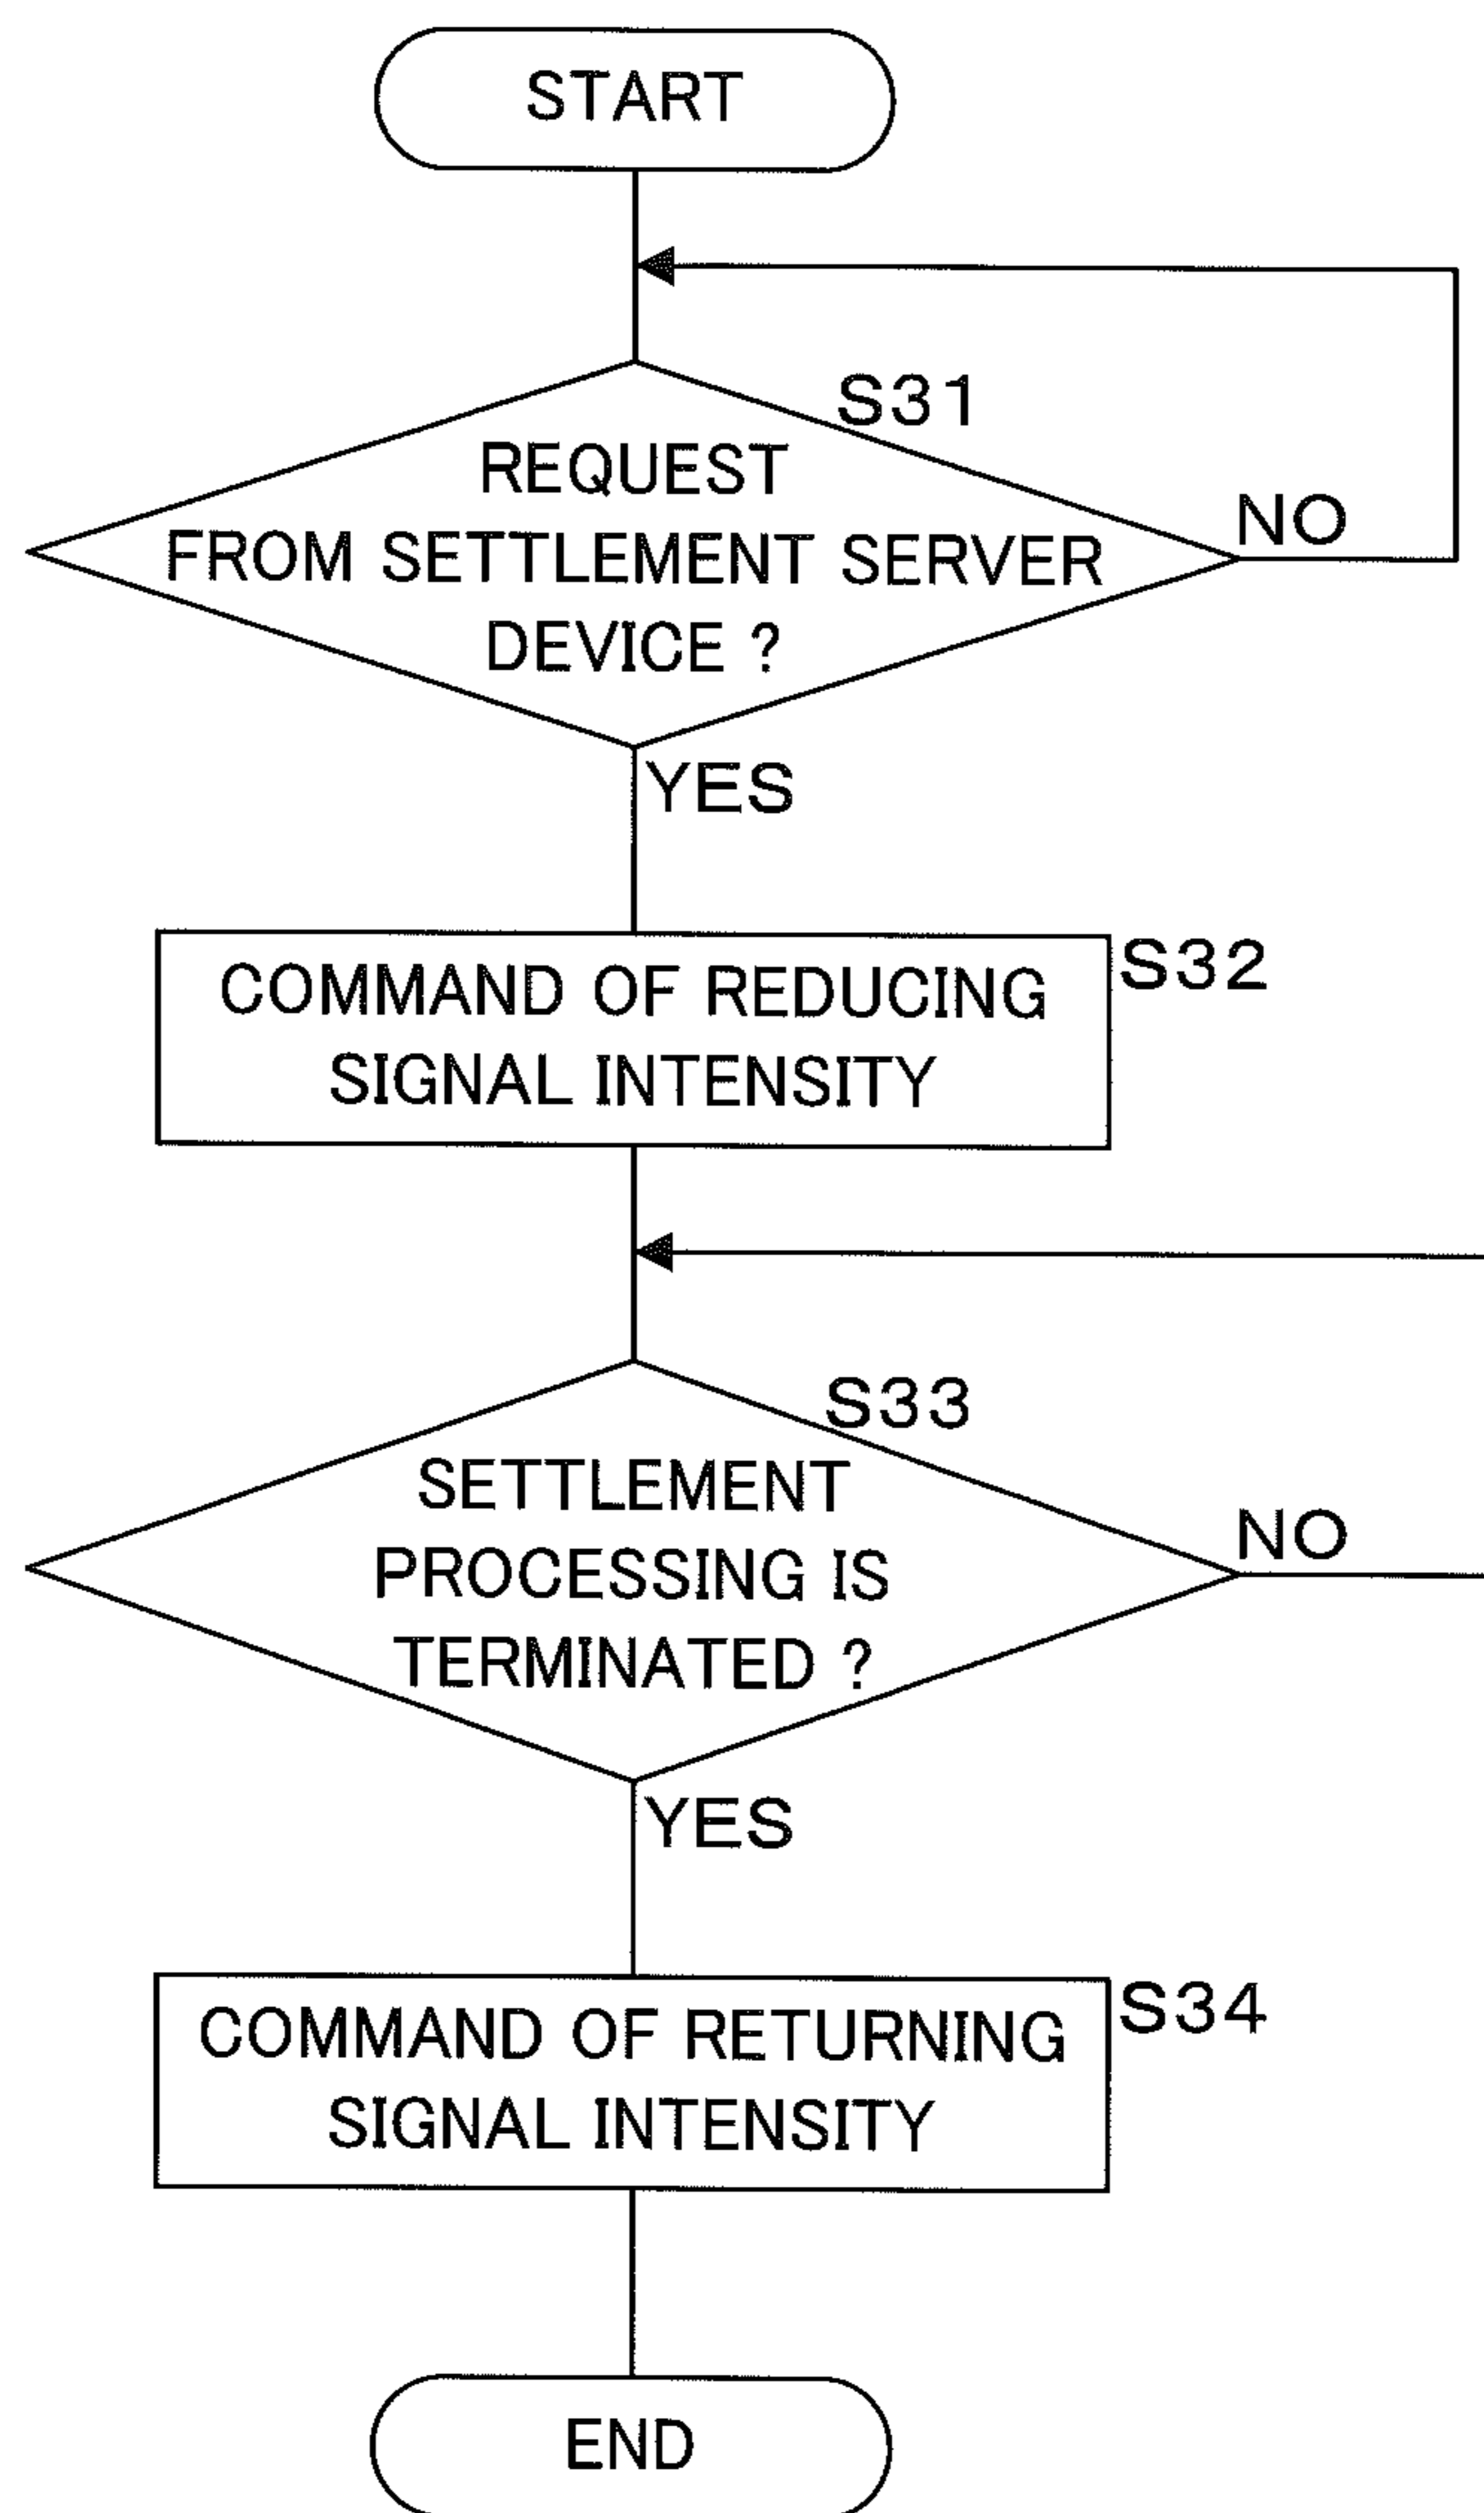 START
S31
REQUEST
FROM SETTLEMENT SERVER
DEVICE ?
NO
YES
COMMAND OF REDUCING
SIGNAL INTENSITY
S32
S33
SETTLEMENT
PROCESSING IS
TERMINATED ?
NO
YES
COMMAND OF RETURNING
SIGNAL INTENSITY
S34
END